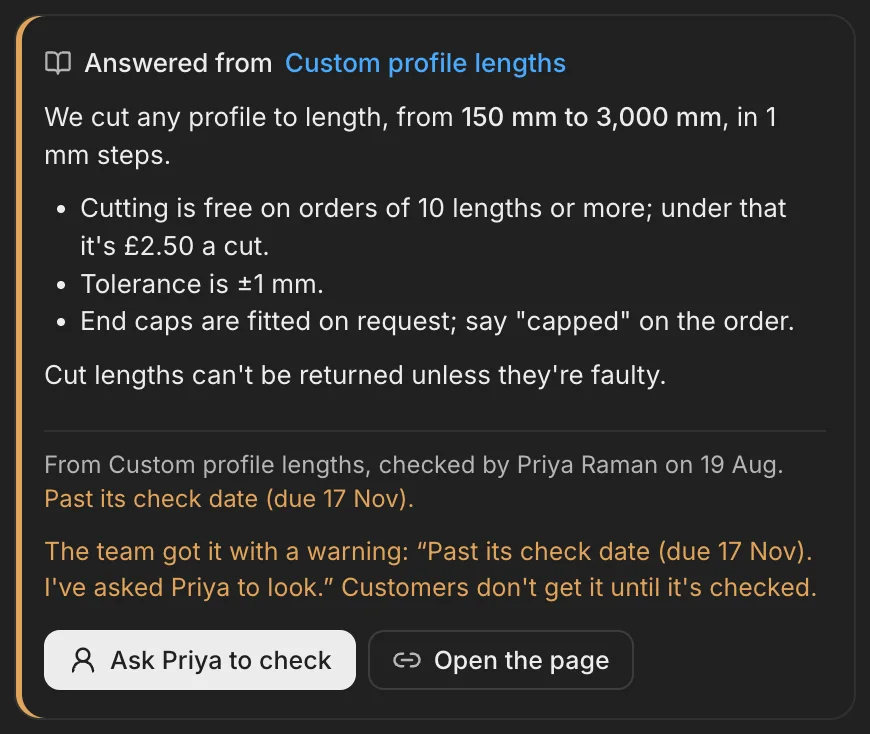 Answered from Custom profile lengths
We cut any profile to length, from 150 mm to 3,000 mm, in 1
mm steps.
• Cutting is free on orders of 10 lengths or more; under that
it's £2.50 a cut.
• Tolerance is ±1 mm.
• End caps are fitted on request; say "capped" on the order.
Cut lengths can't be returned unless they're faulty.
From Custom profile lengths, checked by Priya Raman on 19 Aug.
Past its check date (due 17 Nov).
The team got it with a warning: “Past its check date (due 17 Nov).
I've asked Priya to look.” Customers don't get it until it's checked.
Ask Priya to check
Open the page